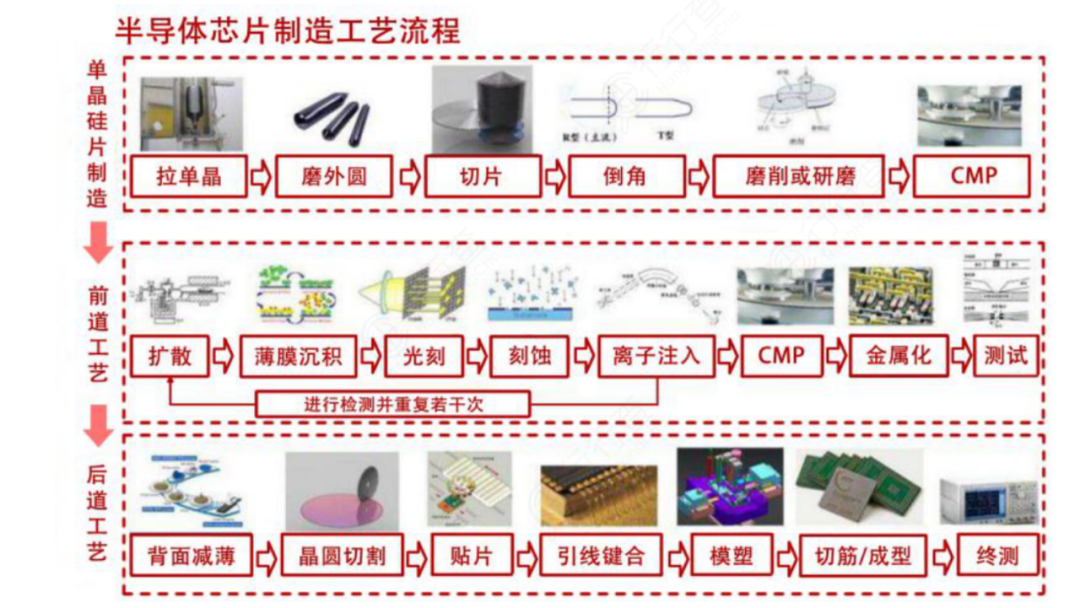 半导体芯片制造工艺流程
单晶硅片制造
R型（主流）
T型
拉单晶
磨外圆
切片
倒角
磨削或研磨
CMP
前道工艺
扩散
薄膜沉积
光刻
刻蚀
离子注入
CMP
金属化
测试
进行检测并重复若干次
后道工艺
背面减薄
晶圆切割
贴片
引线键合
模塑
切筋/成型
终测